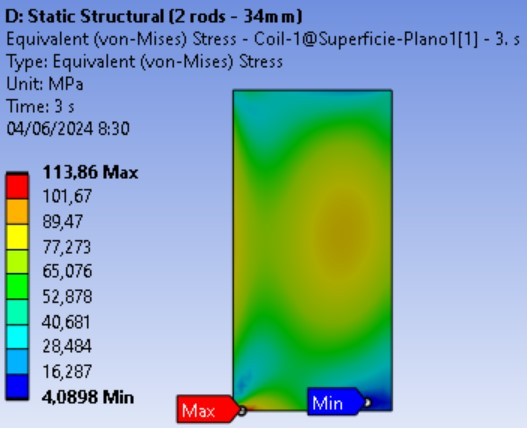 D: Static Structural (2 rods - 34mm)
Equivalent (von-Mises) Stress - Coil-1@Superficie-Plano1[1] - 3. s
Type: Equivalent (von-Mises) Stress
Unit: MPa
Time: 3 s
04/06/2024 8:30
113,86 Max
101,67
89,47
77,273
65,076
52,878
40,681
28,484
16,287
4,0898 Min
Max
Min